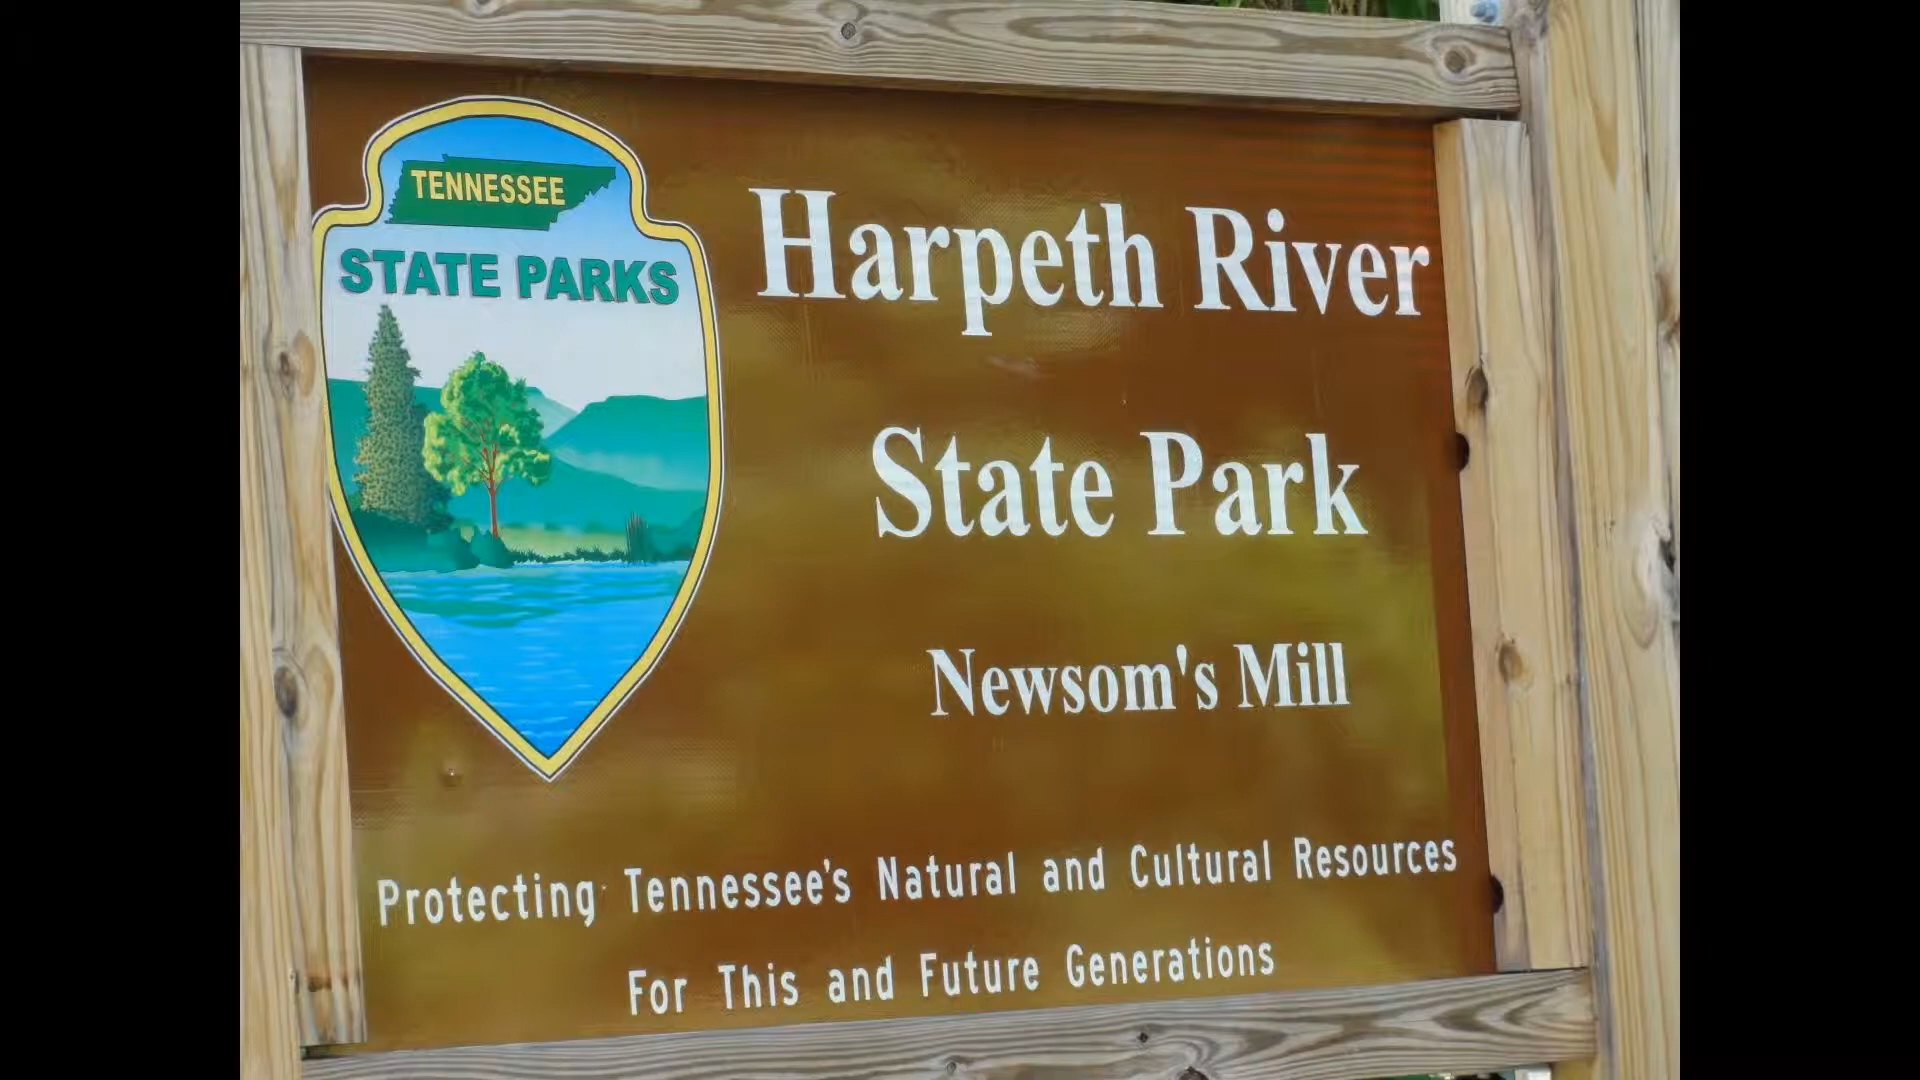 TENNESSEE
STATE PARKS
Harpeth River
State Park
Newsom's Mill
Protecting Tennessee's Natural and Cultural Resources
For This and Future Generations